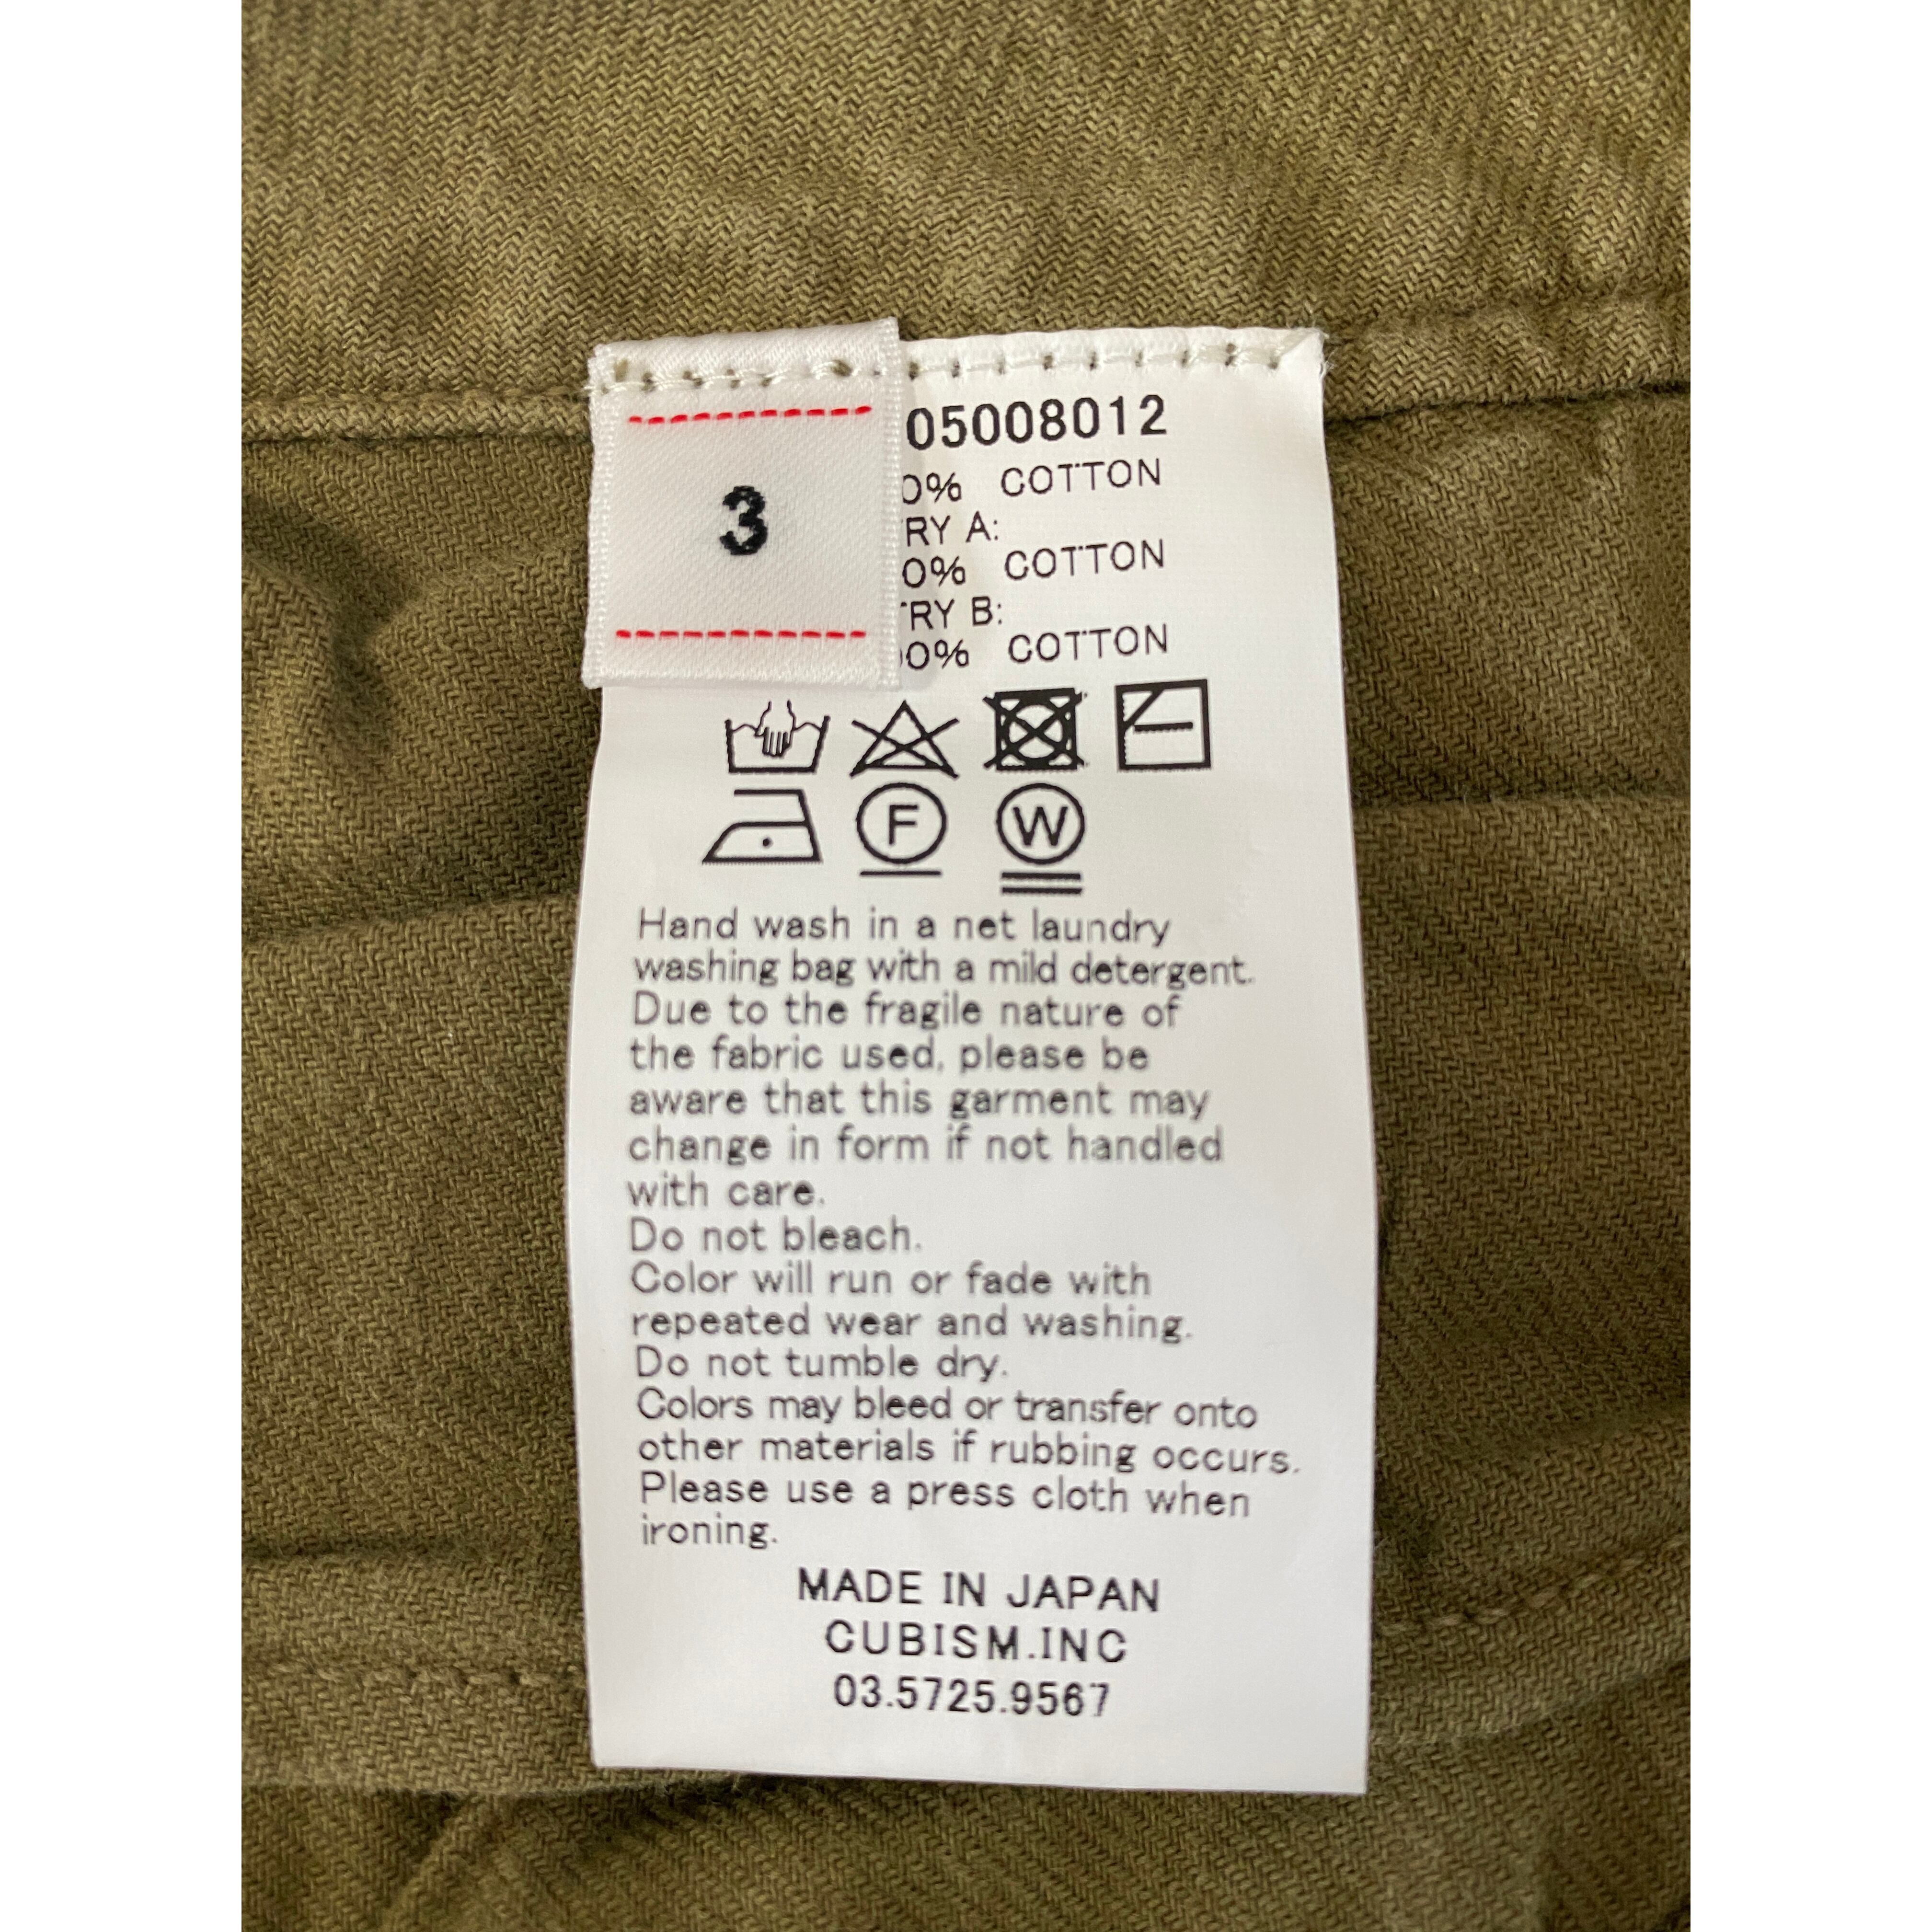 3
05008012
0% COTTON
RY A:
0% COTTON
TRY B:
00% COTTON
F
W
Hand wash in a net laundry
washing bag with a mild detergent.
Due to the fragile nature of
the fabric used, please be
aware that this garment may
change in form if not handled
with care.
Do not bleach.
Color will run or fade with
repeated wear and washing.
Do not tumble dry.
Colors may bleed or transfer onto
other materials if rubbing occurs.
Please use a press cloth when
ironing.
MADE IN JAPAN
CUBISM.INC
03.5725.9567